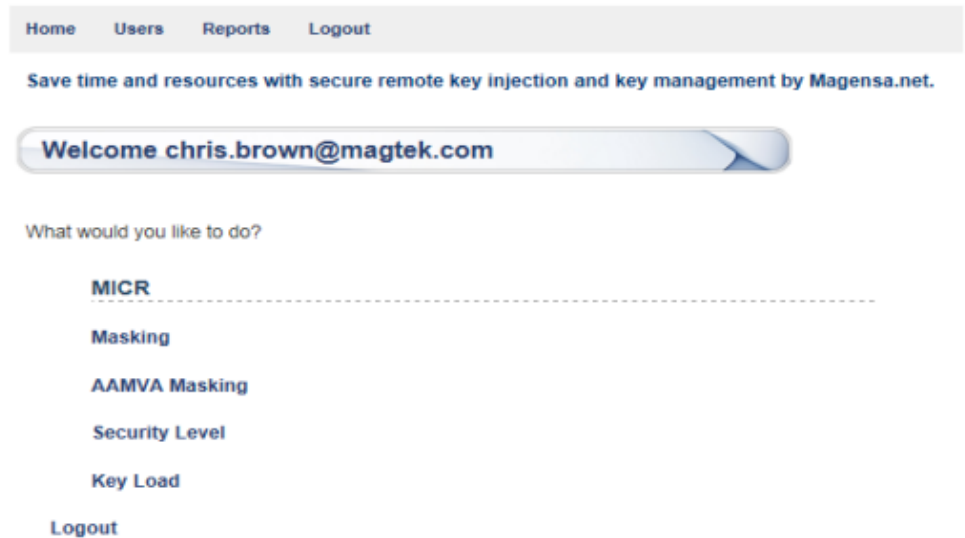 Home Users Reports Logout
Save time and resources with secure remote key injection and key management by Magensa.net.
Welcome chris.brown@magtek.com
What would you like to do?
MICR
Masking
AAMVA Masking
Security Level
Key Load
Logout